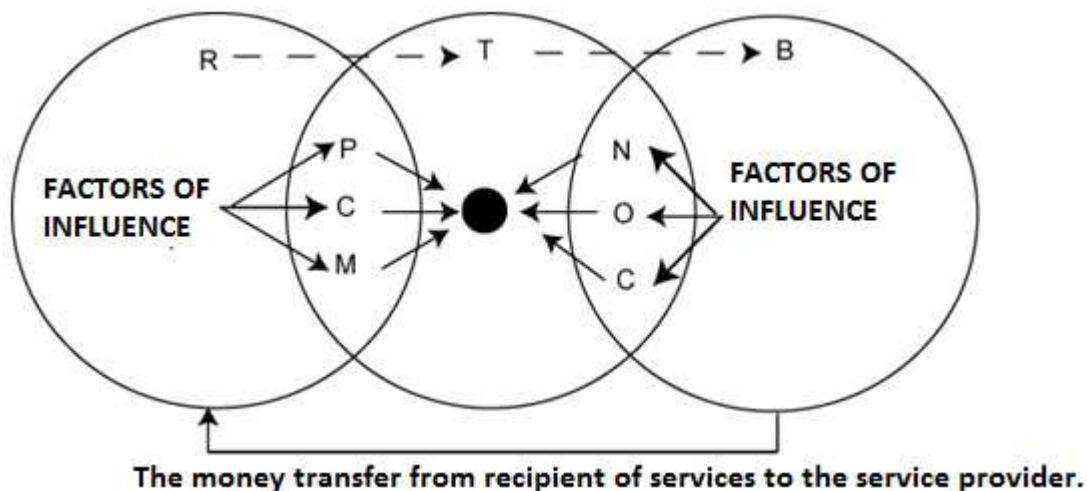 R T B
P N
FACTORS OF
INFLUENCE
FACTORS OF
INFLUENCE
C O
M C
The money transfer from recipient of services to the service provider.